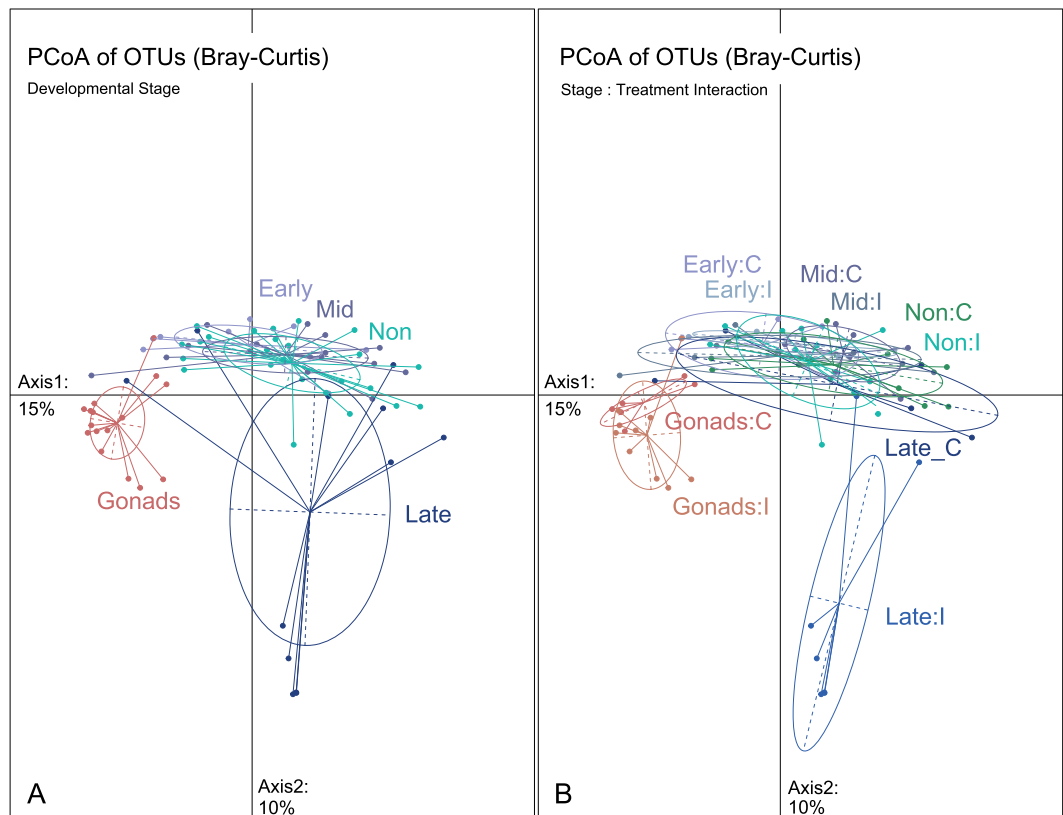 PCoA of OTUs (Bray-Curtis)
Developmental Stage
Early
Mid
Non
Axis1:
15%
Gonads
Late
Axis2:
10%
A
PCoA of OTUs (Bray-Curtis)
Stage : Treatment Interaction
Early:C
Mid:C
Early:I
Mid:I
Non:C
Non:I
Axis1:
15%
Gonads:C
Late_C
Gonads:I
Late:I
Axis2:
10%
B